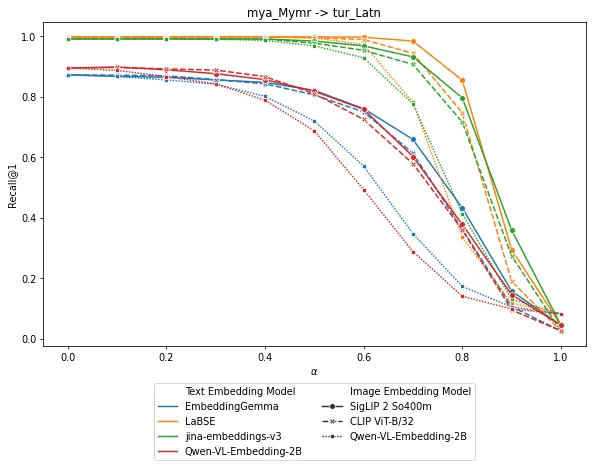 mya_Mymr -> tur_Latn
1.0
0.8
0.6
0.4
0.2
0.0
Recall@1
0.0 0.2 0.4 0.6 0.8 1.0
α
Text Embedding Model
EmbeddingGemma
LaBSE
jina-embeddings-v3
Qwen-VL-Embedding-2B
Image Embedding Model
SigLIP 2 So400m
CLIP ViT-B/32
Qwen-VL-Embedding-2B